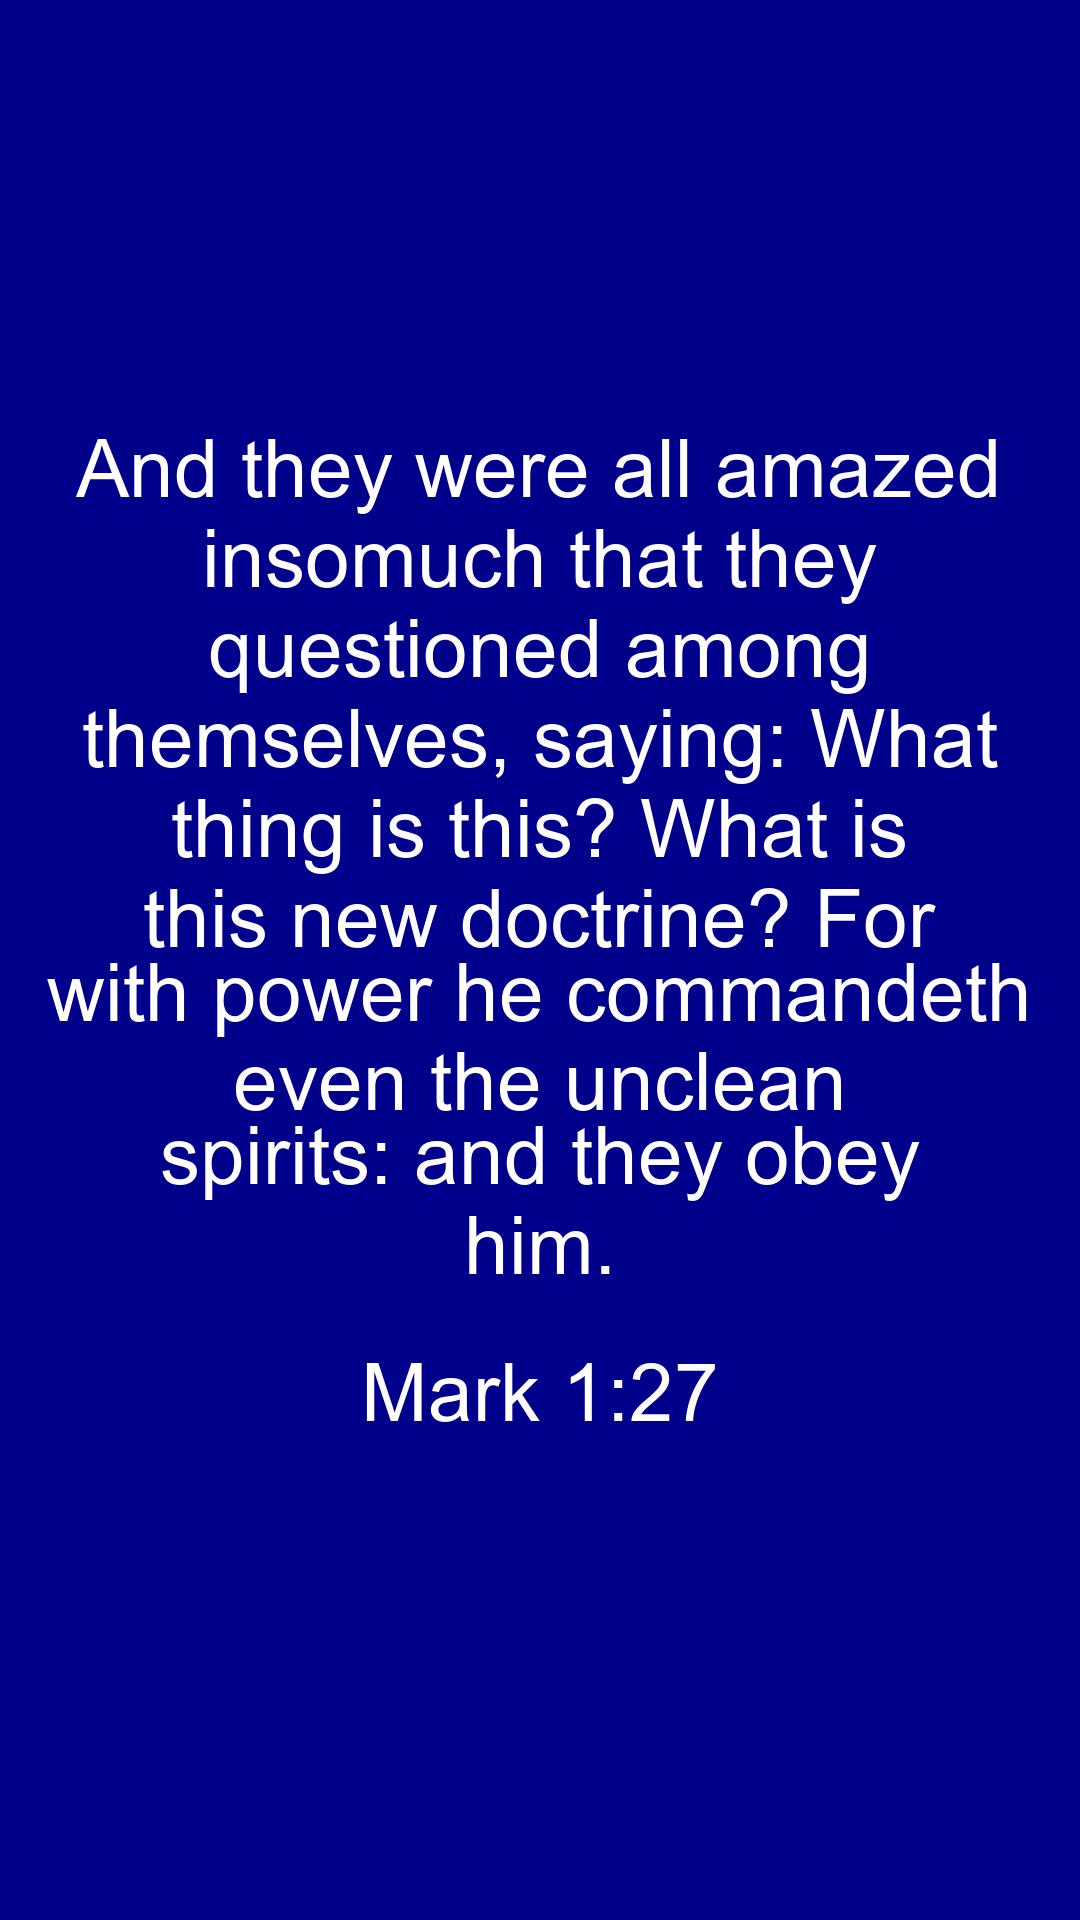 And they were all amazed
insomuch that they
questioned among
themselves, saying: What
thing is this? What is
this new doctrine? For
with power he commandeth
even the unclean
spirits: and they obey
him.
Mark 1:27